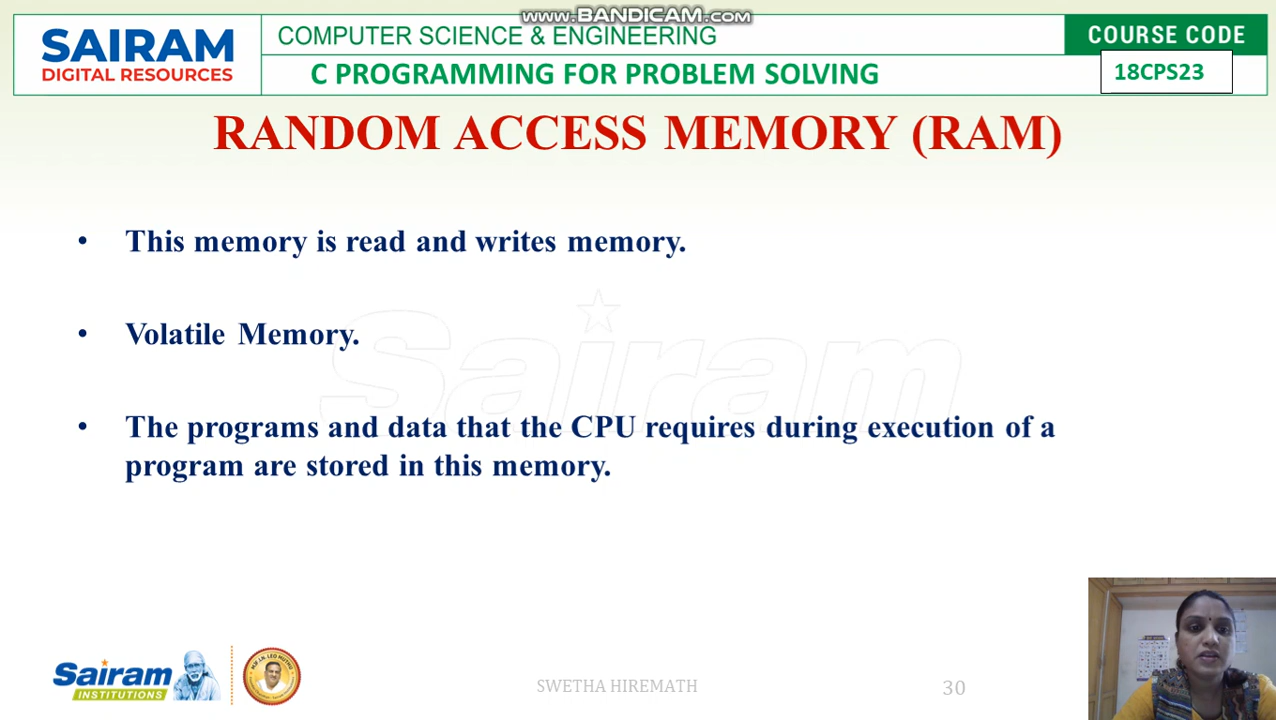 www.BANDICAM.com
SAIRAM
DIGITAL RESOURCES
COMPUTER SCIENCE & ENGINEERING
C PROGRAMMING FOR PROBLEM SOLVING
COURSE CODE
18CPS23
RANDOM ACCESS MEMORY (RAM)
• This memory is read and writes memory.
• Volatile Memory.
• The programs and data that the CPU requires during execution of a
program are stored in this memory.
Sairam
Sairam
INSTITUTIONS
SWETHA HIREMATH
30